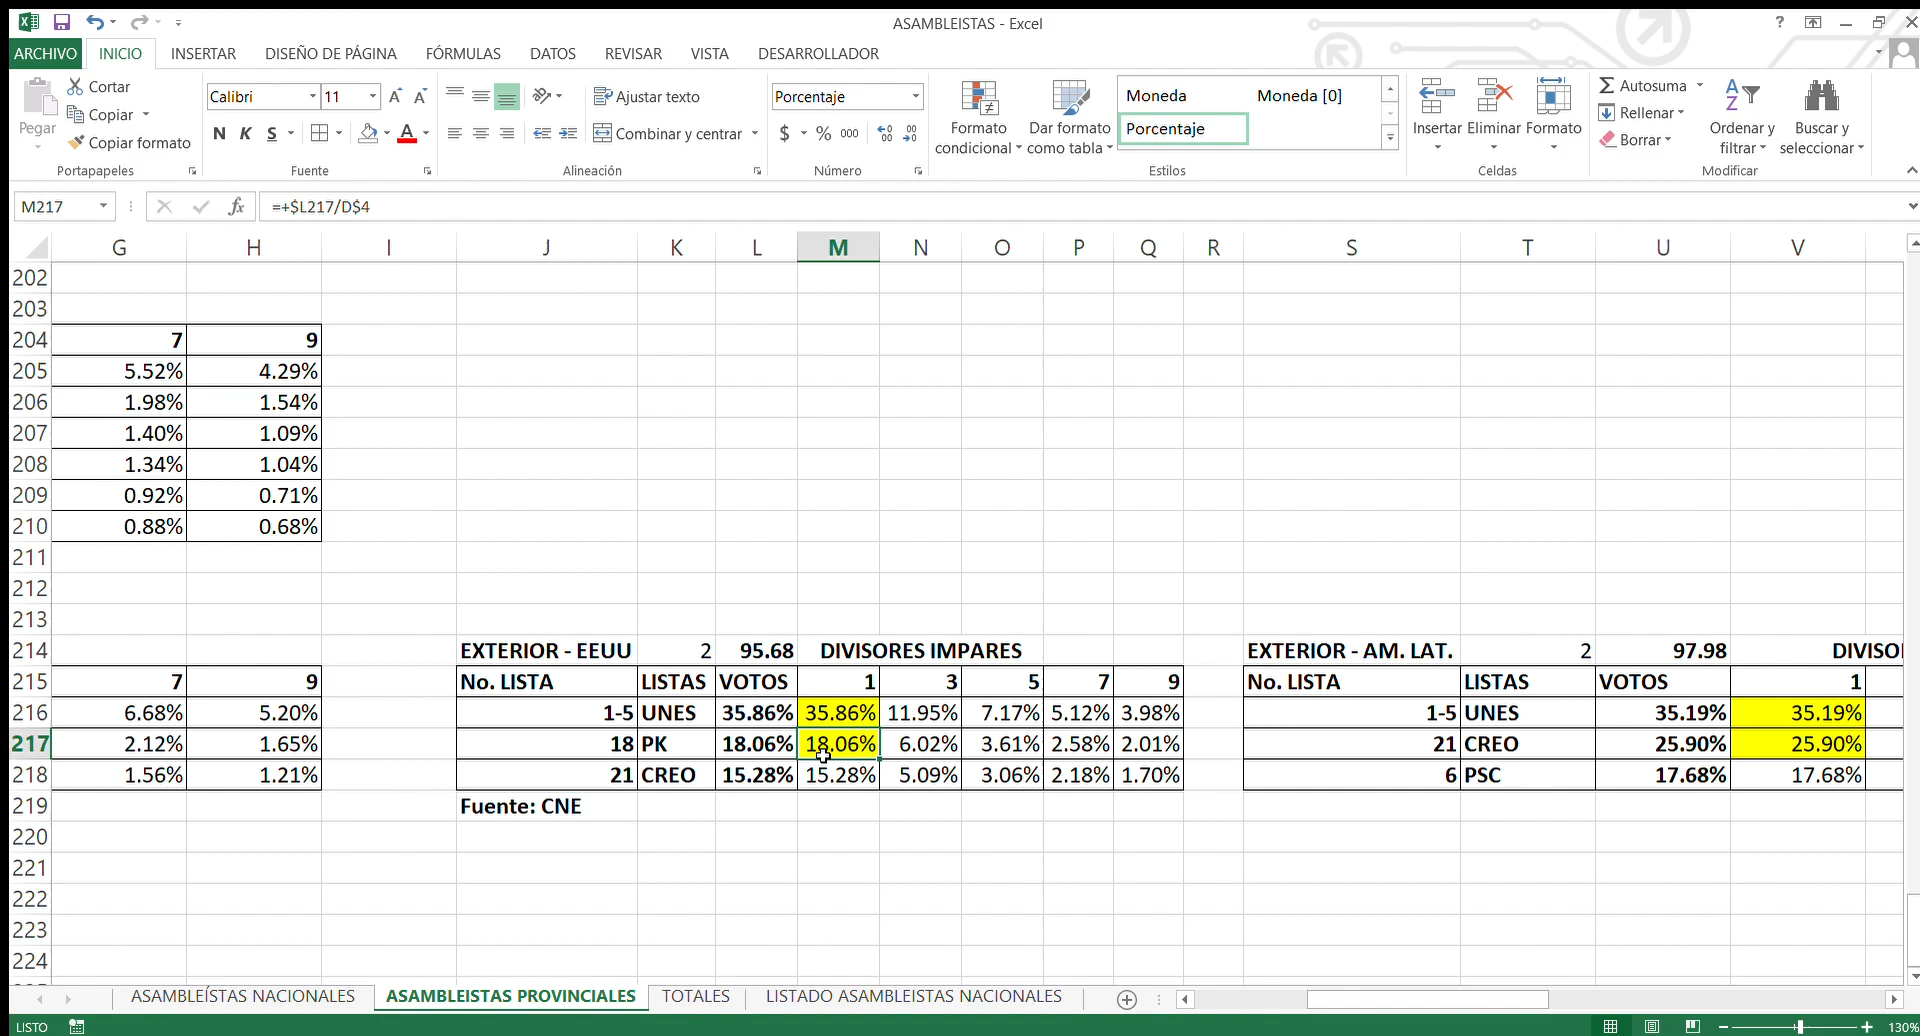 ASAMBLEISTAS - Excel
ARCHIVO INICIO INSERTAR DISEÑO DE PÁGINA FÓRMULAS DATOS REVISAR VISTA DESARROLLADOR
Pegar
Cortar
Copiar
Copiar formato
Portapapeles
Calibri 11
N K S
Fuente
Ajustar texto
Combinar y centrar
Alineación
Porcentaje
$ % 000
Número
Formato condicional
Dar formato como tabla
Moneda Moneda [0]
Porcentaje
Estilos
Insertar Eliminar Formato
Celdas
Autosuma
Rellenar
Borrar
Ordenar y filtrar
Buscar y seleccionar
Modificar
M217 fx =+$L217/D$4
G H I J K L M N O P Q R S T U V
202
203
204 7 9
205 5.52% 4.29%
206 1.98% 1.54%
207 1.40% 1.09%
208 1.34% 1.04%
209 0.92% 0.71%
210 0.88% 0.68%
211
212
213
214 EXTERIOR - EEUU 2 95.68 DIVISORES IMPARES EXTERIOR - AM. LAT. 2 97.98
215 7 9 No. LISTA LISTAS VOTOS 1 3 5 7 9 No. LISTA LISTAS VOTOS 1
216 6.68% 5.20% 1-5 UNES 35.86% 35.86% 11.95% 7.17% 5.12% 3.98% 1-5 UNES 35.19% 35.19%
217 2.12% 1.65% 18 PK 18.06% 18.06% 6.02% 3.61% 2.58% 2.01% 21 CREO 25.90% 25.90%
218 1.56% 1.21% 21 CREO 15.28% 15.28% 5.09% 3.06% 2.18% 1.70% 6 PSC 17.68% 17.68%
219 Fuente: CNE
220
221
222
223
224
ASAMBLEÍSTAS NACIONALES ASAMBLEISTAS PROVINCIALES TOTALES LISTADO ASAMBLEISTAS NACIONALES
LISTO 130%